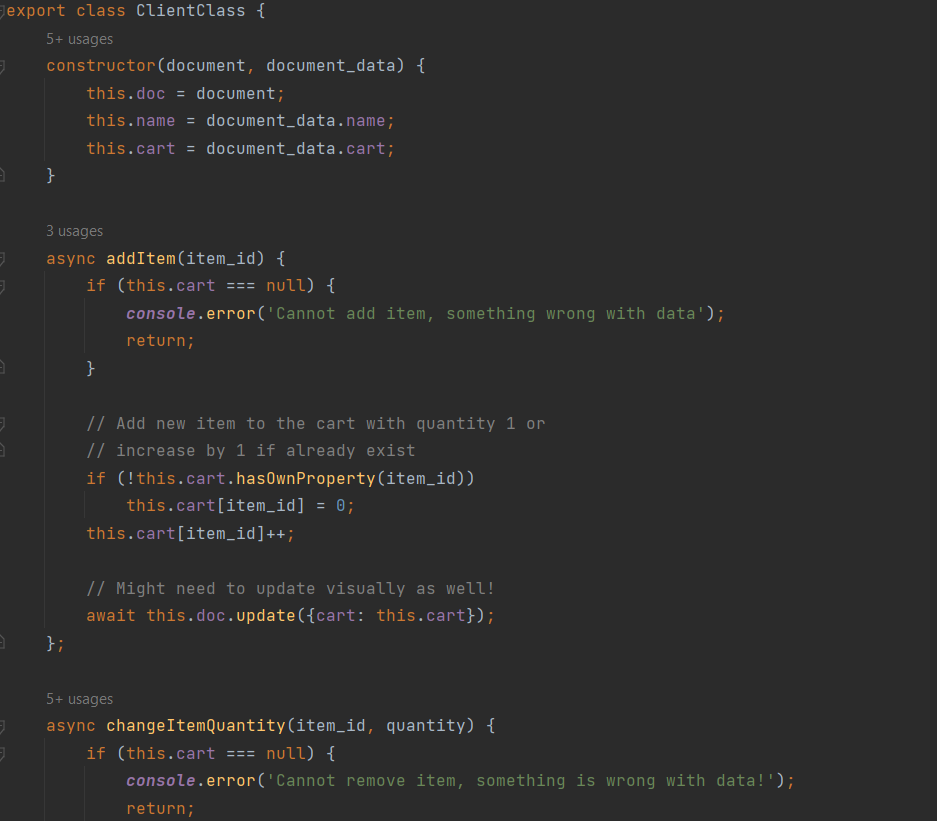 export class ClientClass {
5+ usages
constructor(document, document_data) {
this.doc = document;
this.name = document_data.name;
this.cart = document_data.cart;
}
3 usages
async addItem(item_id) {
if (this.cart === null) {
console.error('Cannot add item, something wrong with data');
return;
}
// Add new item to the cart with quantity 1 or
// increase by 1 if already exist
if (!this.cart.hasOwnProperty(item_id))
this.cart[item_id] = 0;
this.cart[item_id]++;
// Might need to update visually as well!
await this.doc.update({cart: this.cart});
};
5+ usages
async changeItemQuantity(item_id, quantity) {
if (this.cart === null) {
console.error('Cannot remove item, something is wrong with data!');
return;